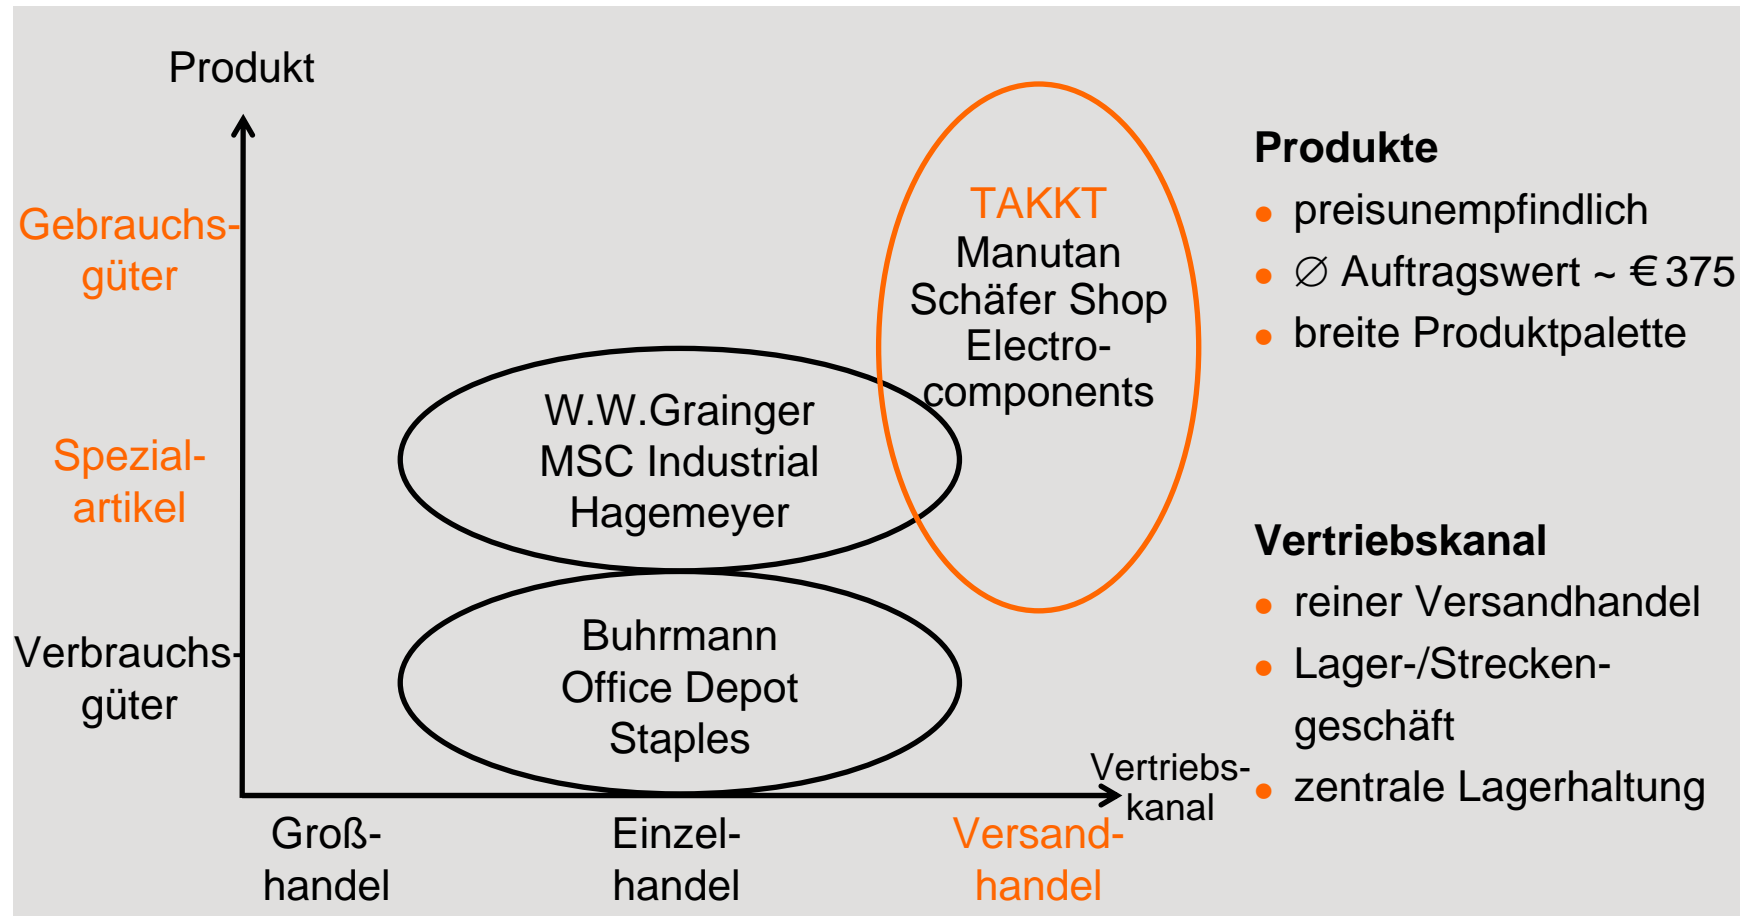 Produkt
Gebrauchs-
güter
Spezial-
artikel
Verbrauchs-
güter
TAKKT
Manutan
Schäfer Shop
Electro-
components
W.W.Grainger
MSC Industrial
Hagemeyer
Buhrmann
Office Depot
Staples
Vertriebs-
kanal
Groß-
handel
Einzel-
handel
Versand-
handel
Produkte
● preisunempfindlich
● ∅ Auftragswert ~ € 375
● breite Produktpalette
Vertriebskanal
● reiner Versandhandel
● Lager-/Strecken-
geschäft
● zentrale Lagerhaltung